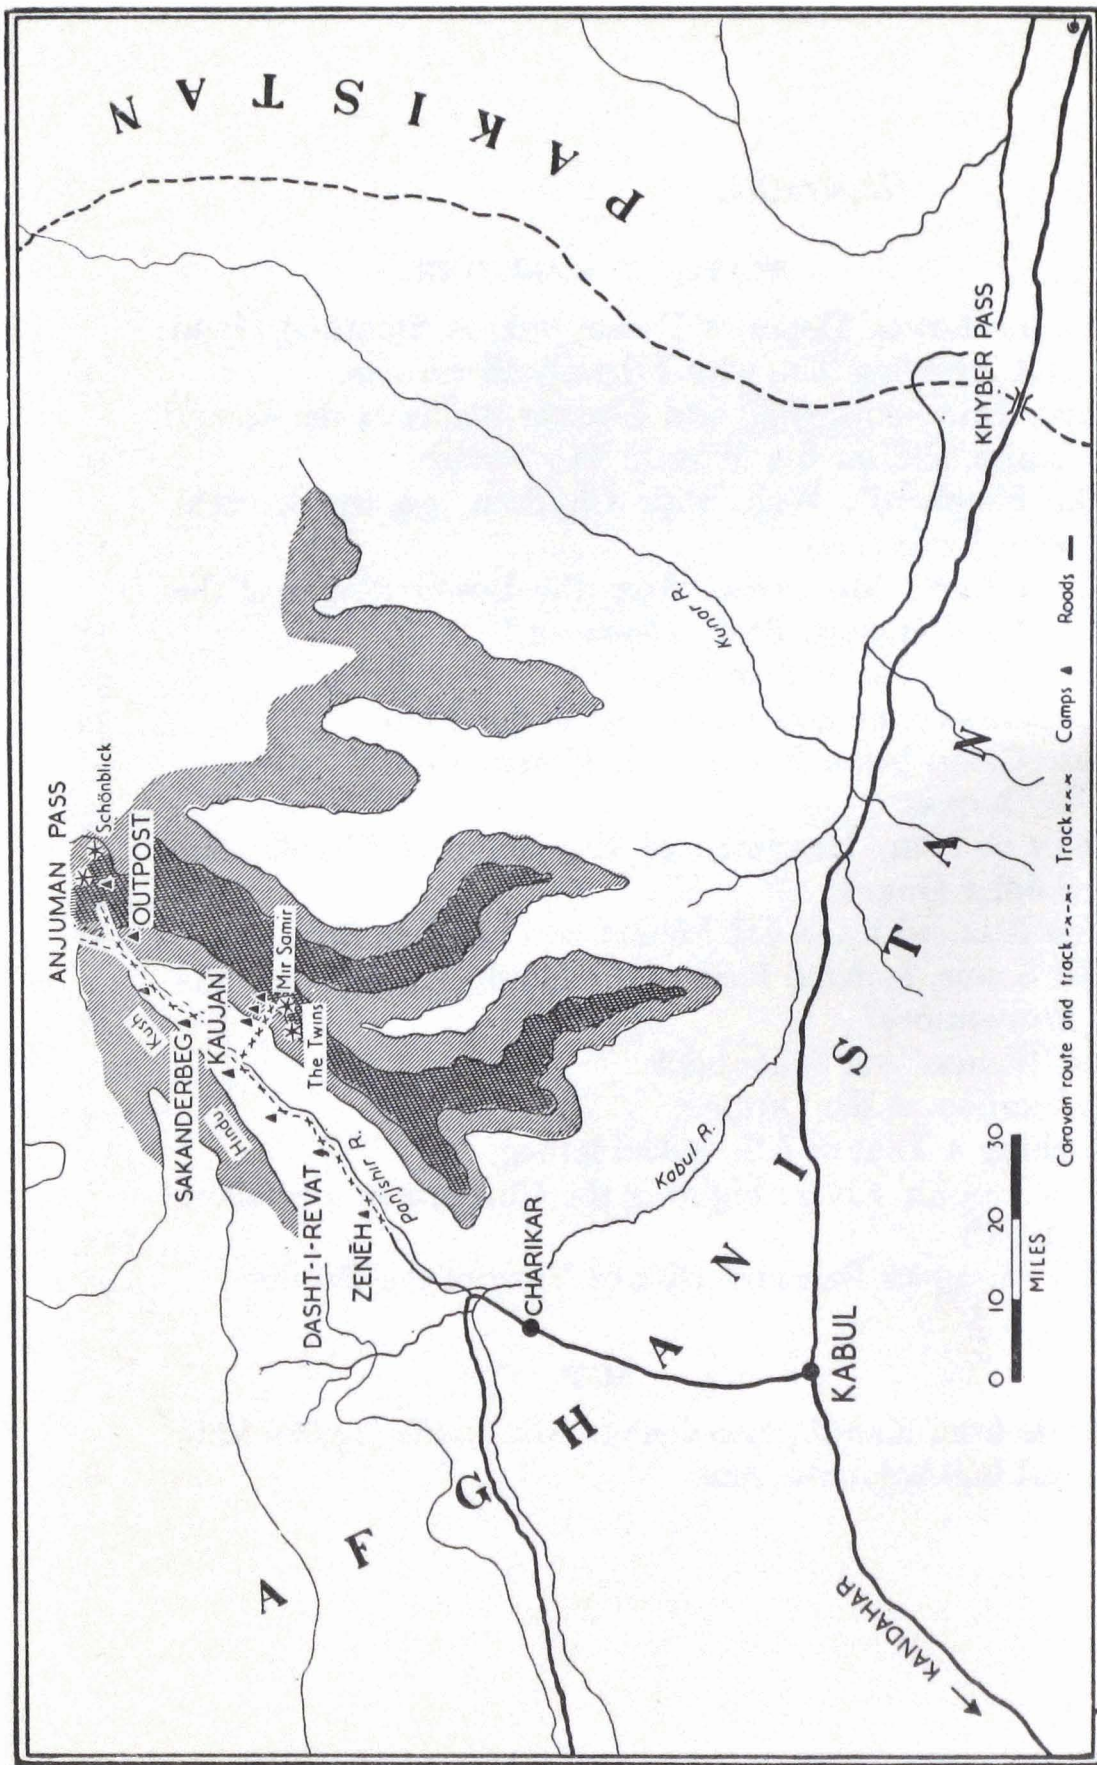 PAKISTAN
AFGHANISTAN
ANJUMAN PASS
Schönblick
OUTPOST
Kush
SAKANDERBEG
KAUJAN
Mir Samir
The Twins
Hindu
DASHT-I-REVAT
ZENĒH
Panjshir R.
CHARIKAR
Kabul R.
Kunar R.
KHYBER PASS
KABUL
KANDAHAR
0 10 20 30
MILES
Caravan route and track Track Camps Roads